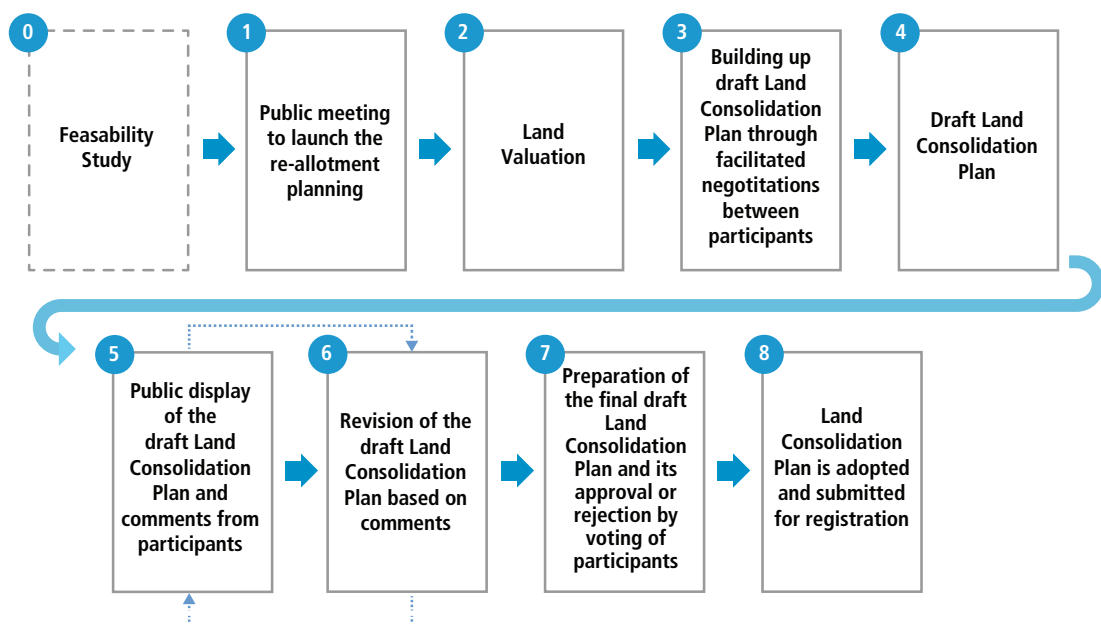 0
Feasability
Study
1
Public meeting
to launch the
re-allotment
planning
2
Land
Valuation
3
Building up
draft Land
Consolidation
Plan through
facilitated
negotitations
between
participants
4
Draft Land
Consolidation
Plan
5
Public display
of the
draft Land
Consolidation
Plan and
comments from
participants
6
Revision of the
draft Land
Consolidation
Plan based on
comments
7
Preparation of
the final draft
Land
Consolidation
Plan and its
approval or
rejection by
voting of
participants
8
Land
Consolidation
Plan is adopted
and submitted
for registration